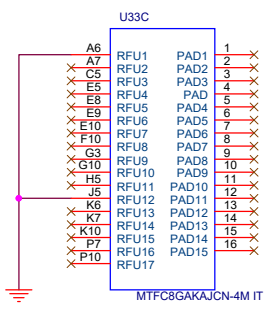 U33C
A6 RFU1 PAD1 1
A7 RFU2 PAD2 2
C5 RFU3 PAD3 3
E5 RFU4 PAD 4
E8 RFU5 PAD4 5
E9 RFU6 PAD5 6
E10 RFU7 PAD6 7
F10 RFU8 PAD7 8
G3 RFU9 PAD8 9
G10 RFU10 PAD9 10
H5 RFU11 PAD10 11
J5 RFU12 PAD11 12
K6 RFU13 PAD12 13
K7 RFU14 PAD13 14
K10 RFU15 PAD14 15
P7 RFU16 PAD15 16
P10 RFU17
MTFC8GAKAJCN-4M IT